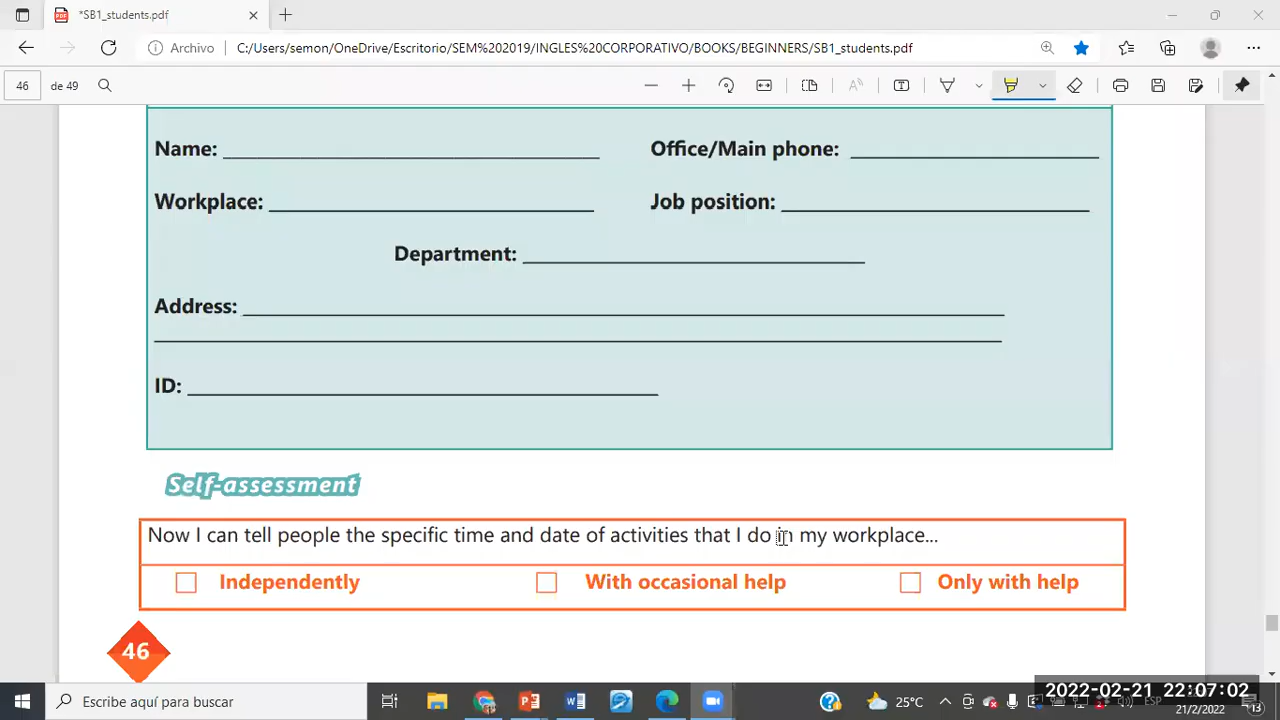 *SB1_students.pdf
Archivo C:/Users/semon/OneDrive/Escritorio/SEM%202019/INGLES%20CORPORATIVO/BOOKS/BEGINNERS/SB1_students.pdf
46 de 49
Name: Office/Main phone:
Workplace: Job position:
Department:
Address:
ID:
Self-assessment
Now I can tell people the specific time and date of activities that I do in my workplace...
Independently With occasional help Only with help
46
Escribe aquí para buscar 25°C ESP
2022-02-21 22:07:02
21/2/2022